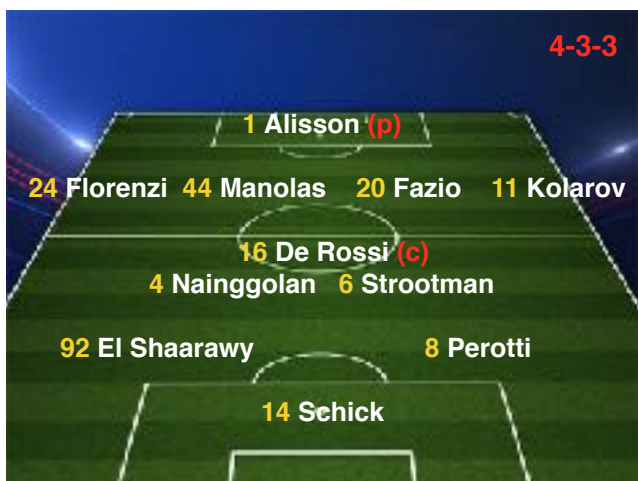 4-3-3
1 Alisson (p)
24 Florenzi 44 Manolas 20 Fazio 11 Kolarov
16 De Rossi (c)
4 Nainggolan 6 Strootman
92 El Shaarawy 8 Perotti
14 Schick